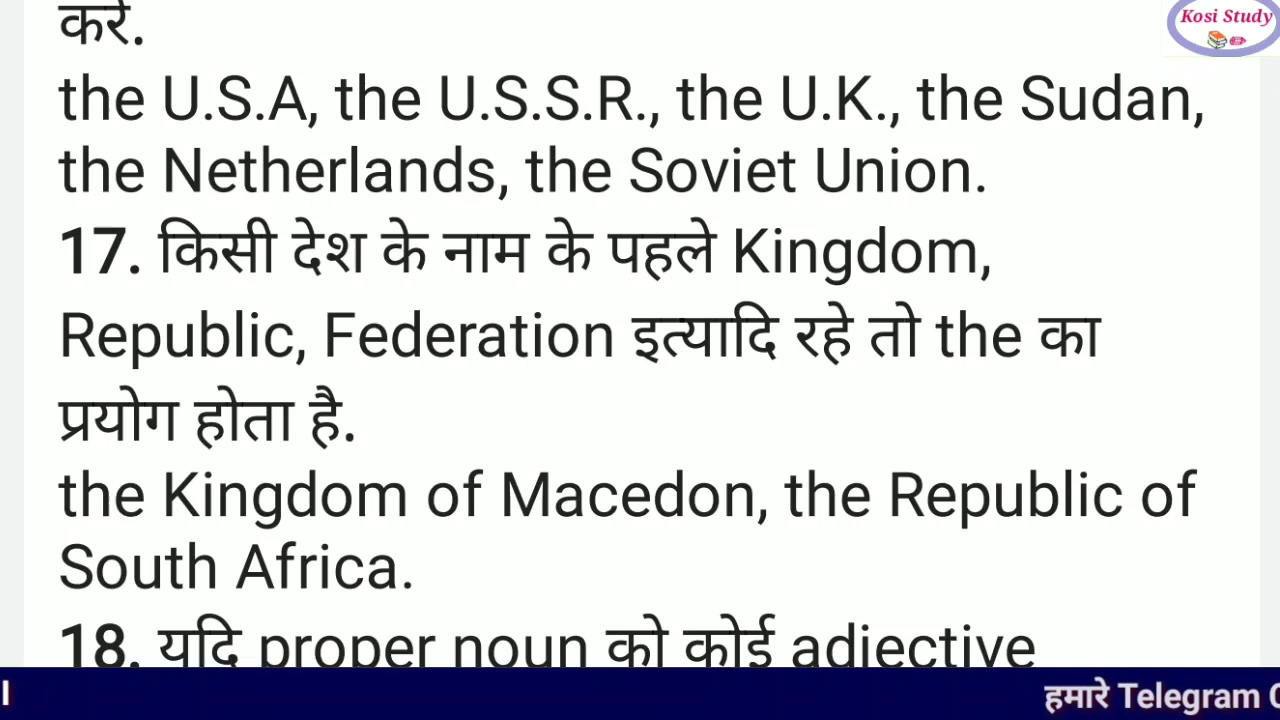 करें.
Kosi Study
the U.S.A, the U.S.S.R., the U.K., the Sudan,
the Netherlands, the Soviet Union.
17. किसी देश के नाम के पहले Kingdom,
Republic, Federation इत्यादि रहे तो the का
प्रयोग होता है.
the Kingdom of Macedon, the Republic of
South Africa.
18. यदि proper noun को कोई adjective
हमारे Telegram